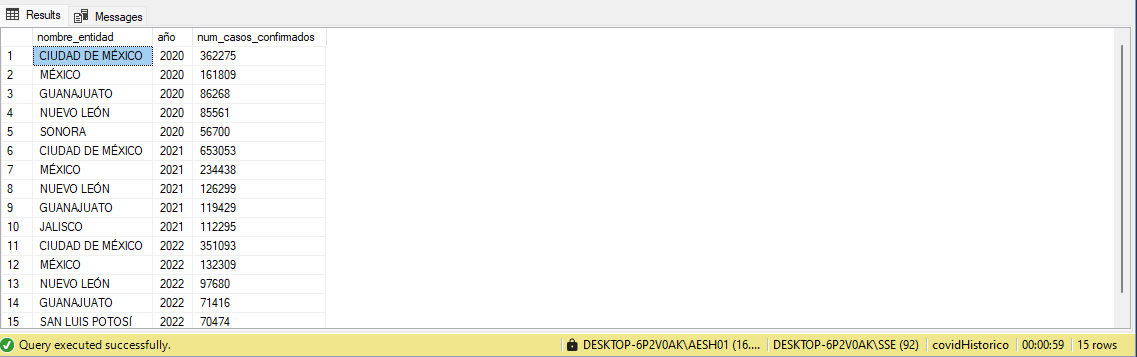 Results Messages
nombre_entidad año num_casos_confirmados
1 CIUDAD DE MÉXICO 2020 362275
2 MÉXICO 2020 161809
3 GUANAJUATO 2020 86268
4 NUEVO LEÓN 2020 85561
5 SONORA 2020 56700
6 CIUDAD DE MÉXICO 2021 653053
7 MÉXICO 2021 234438
8 NUEVO LEÓN 2021 126299
9 GUANAJUATO 2021 119429
10 JALISCO 2021 112295
11 CIUDAD DE MÉXICO 2022 351093
12 MÉXICO 2022 132309
13 NUEVO LEÓN 2022 97680
14 GUANAJUATO 2022 71416
15 SAN LUIS POTOSÍ 2022 70474
Query executed successfully. DESKTOP-6P2V0AK\AESH01 (16.... DESKTOP-6P2V0AK\SSE (92) covidHistorico 00:00:59 15 rows